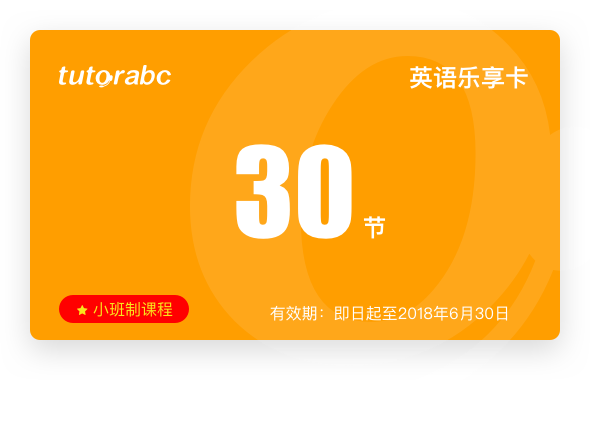 tutorabc
英语乐享卡
30 节
小班制课程
有效期：即日起至2018年6月30日